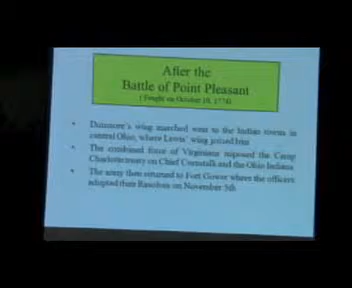 After the
Battle of Point Pleasant
( Fought on October 10, 1774)
• Dunmore's wing marched west to the Indian towns in
central Ohio, where Lewis' wing joined him
• The combined force of Virginians imposed the Camp
Charlotte treaty on Chief Cornstalk and the Ohio Indians
• The army then returned to Fort Gower where the officers
adopted their Resolves on November 5th